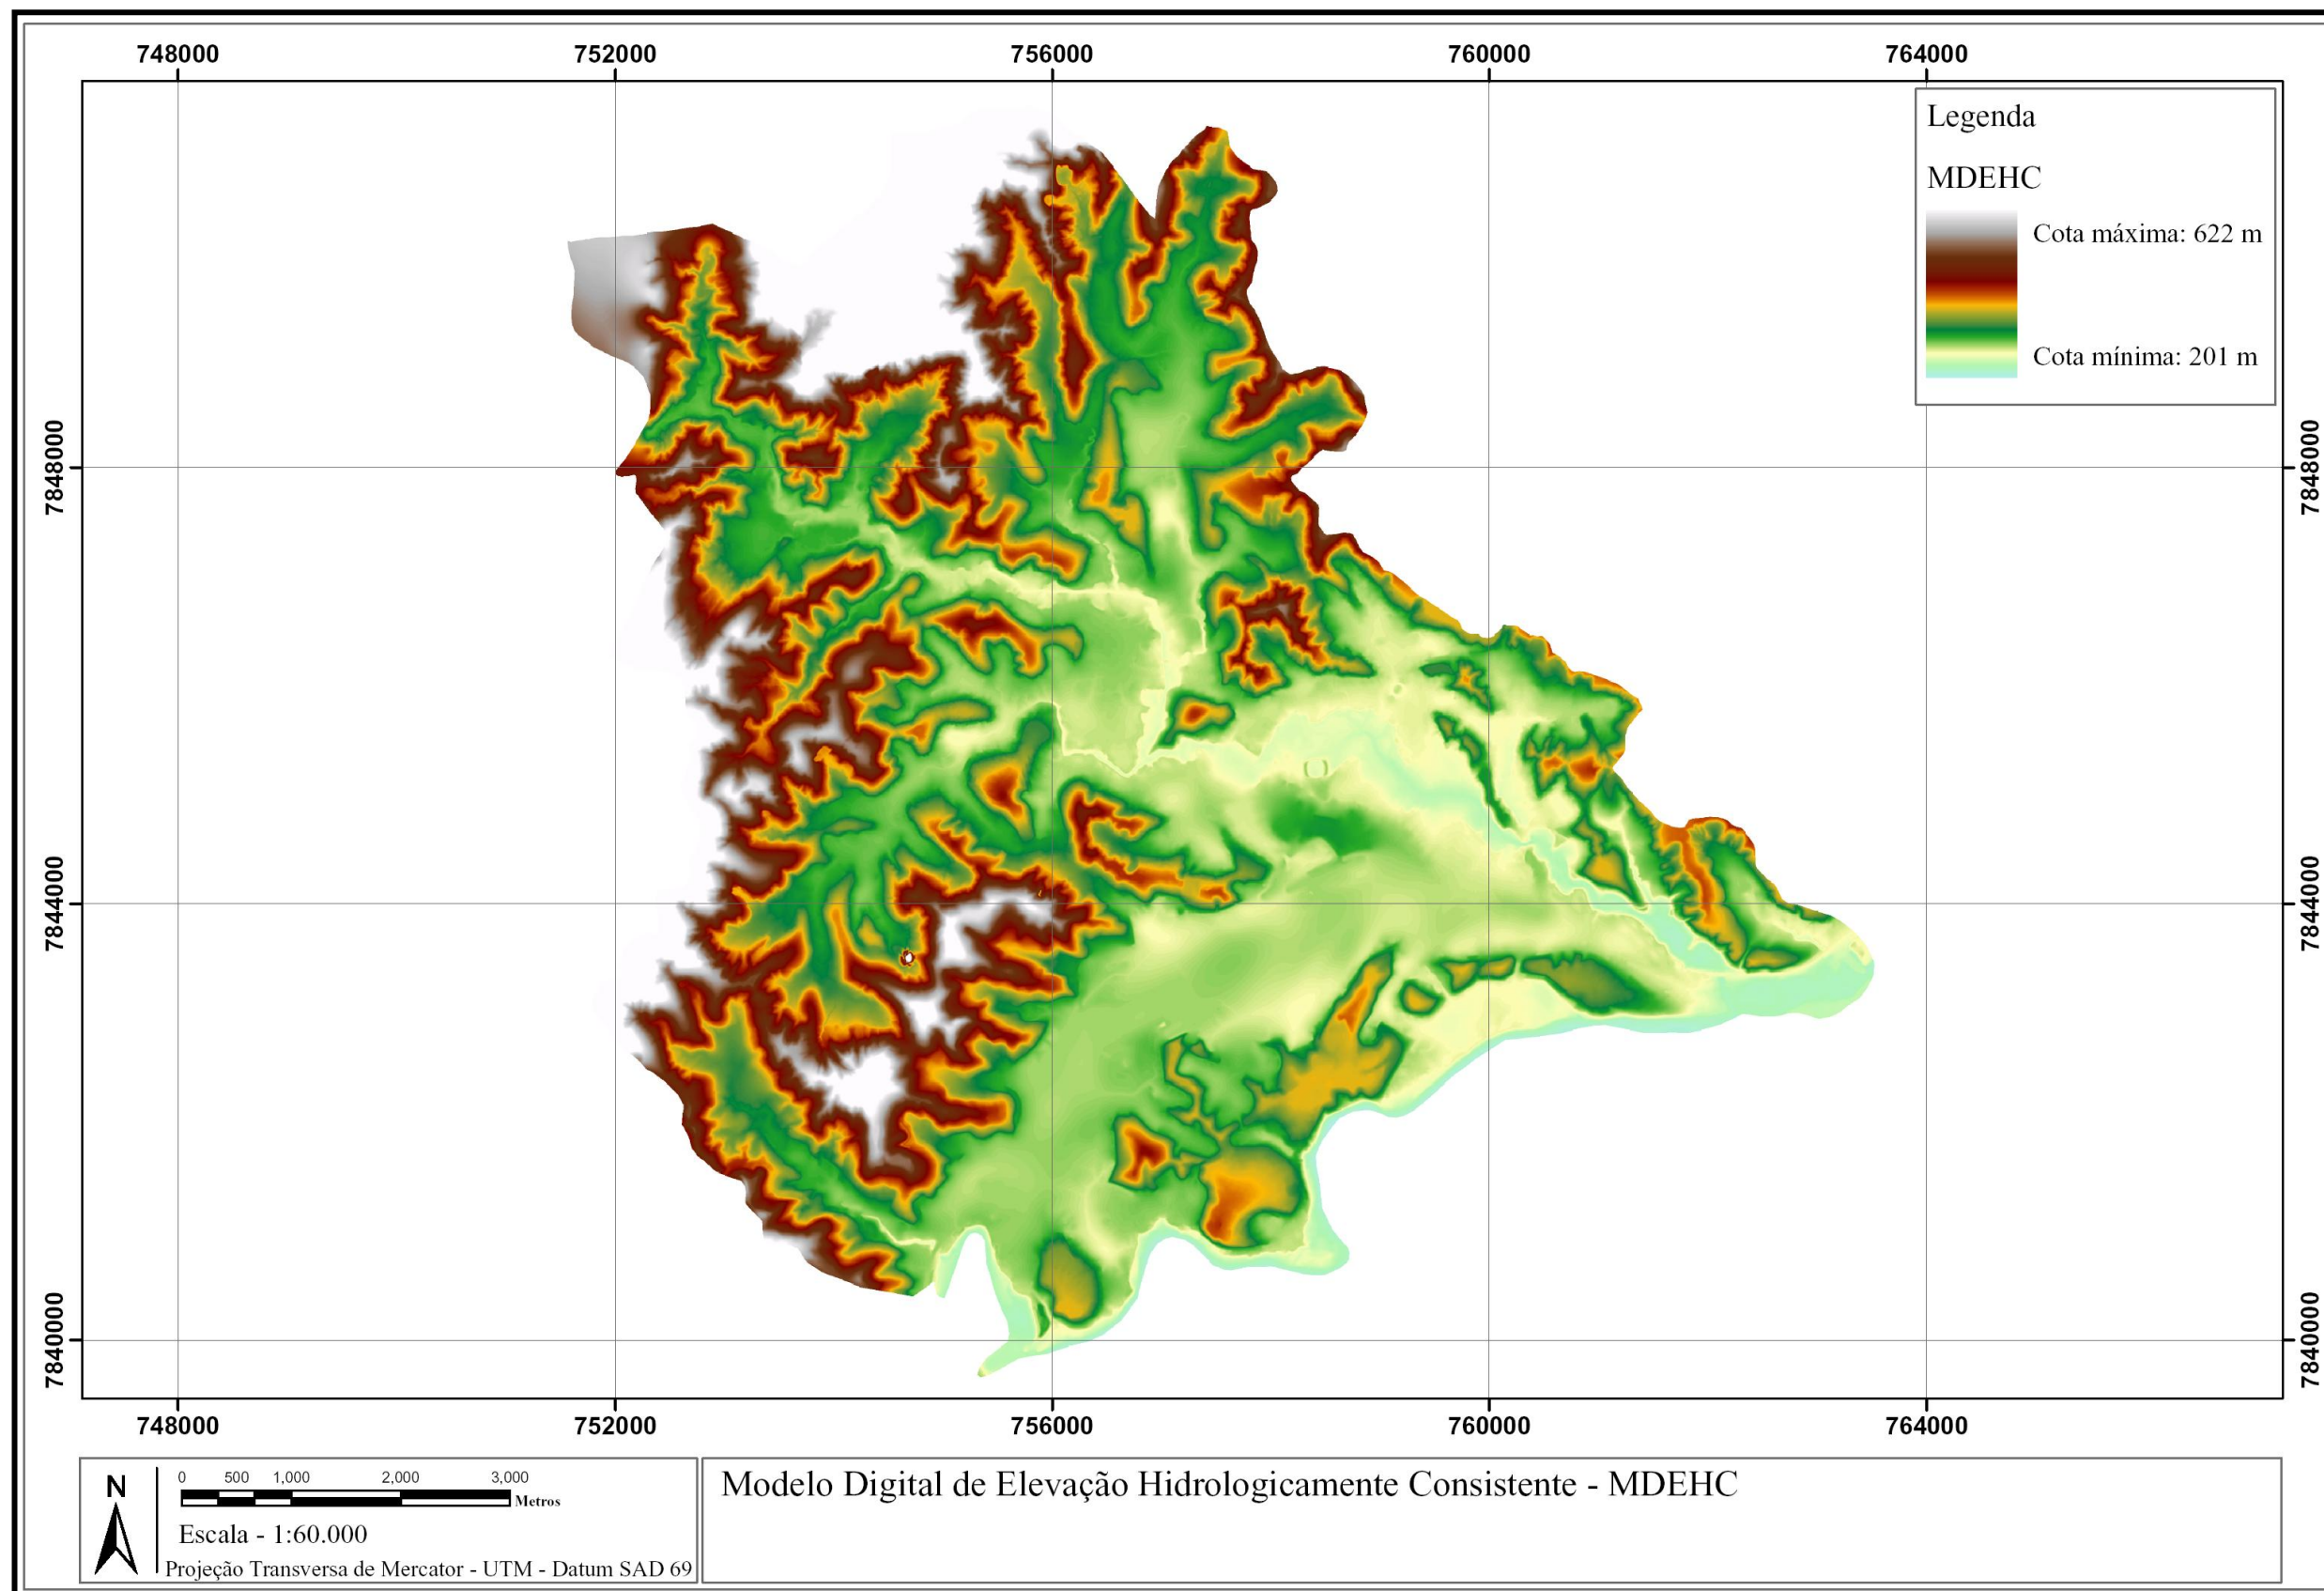 748000 752000 756000 760000 764000
Legenda
MDEHC
Cota máxima: 622 m
Cota mínima: 201 m
7848000 7848000
7844000 7844000
7840000 7840000
748000 752000 756000 760000 764000
N
0 500 1,000 2,000 3,000
Metros
Escala - 1:60.000
Projeção Transversa de Mercator - UTM - Datum SAD 69
Modelo Digital de Elevação Hidrologicamente Consistente - MDEHC